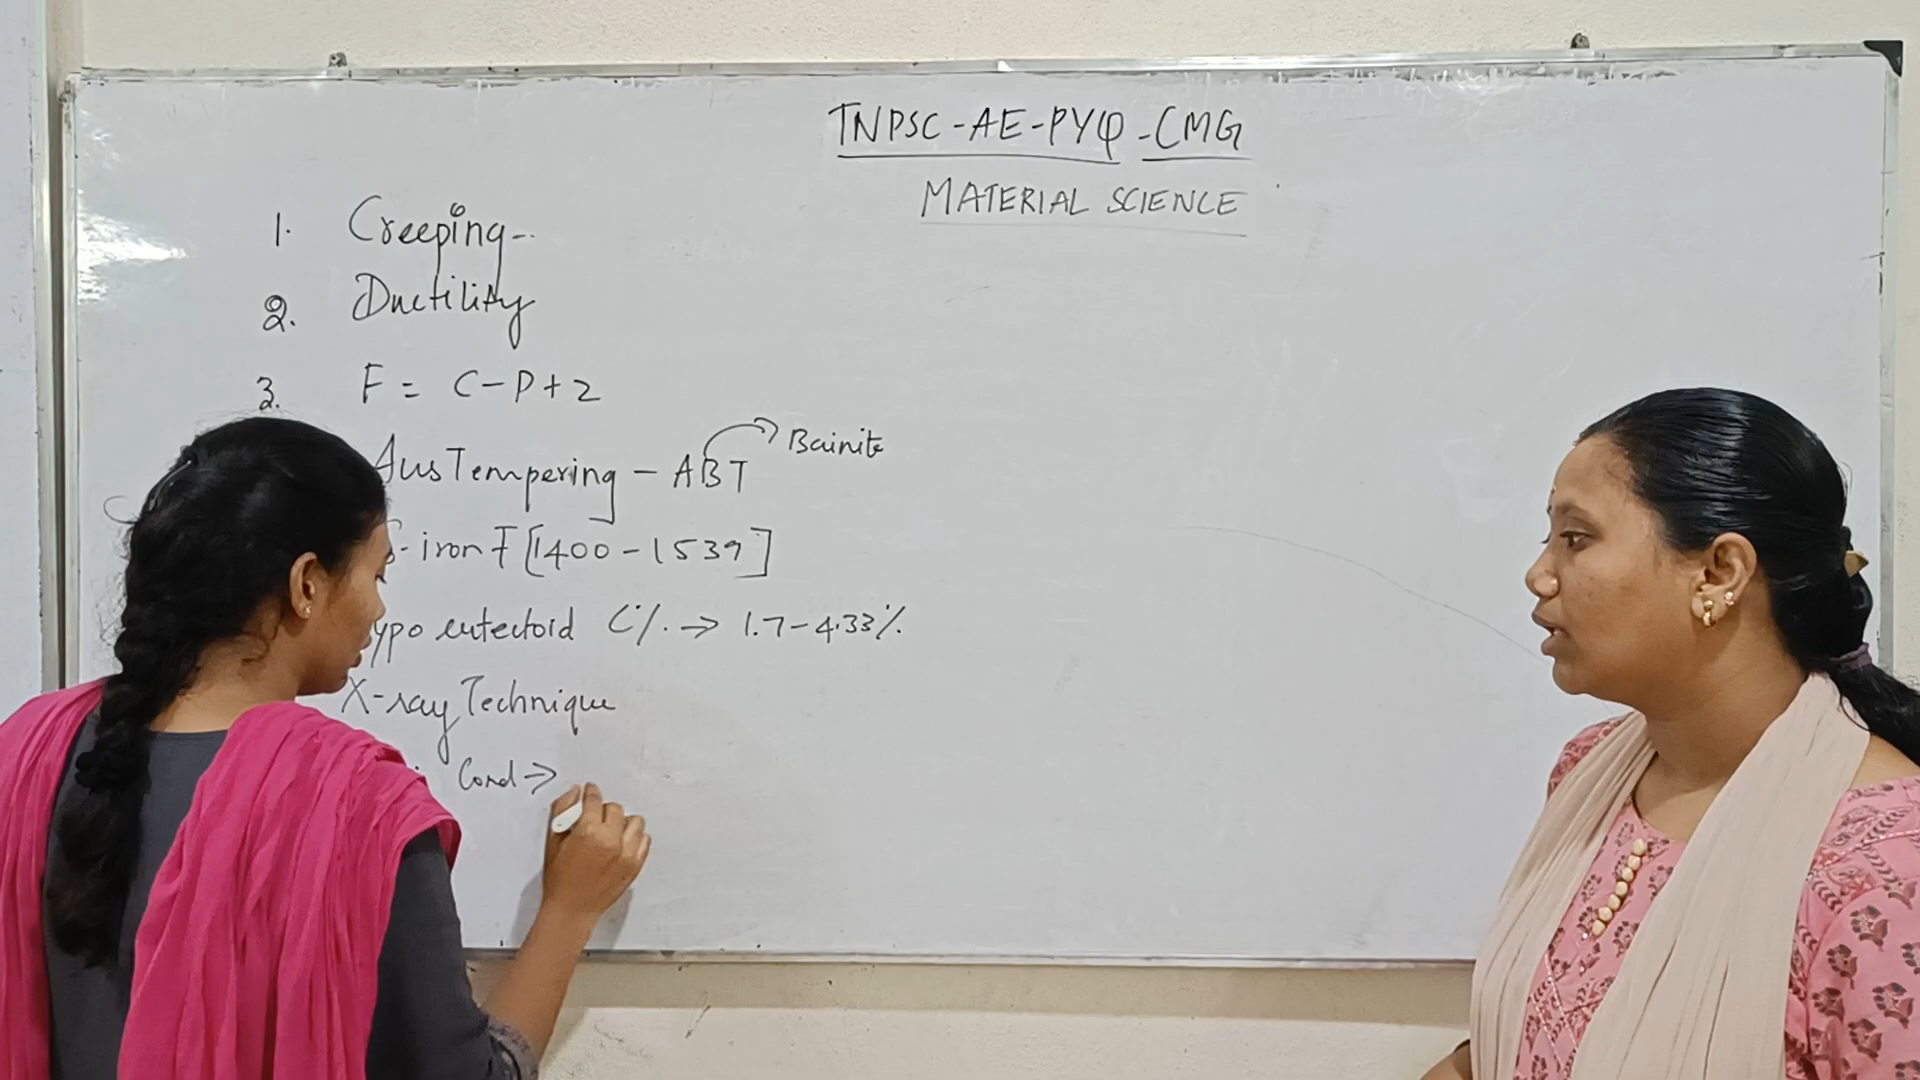 TNPSC-AE-PYQ-CMG
MATERIAL SCIENCE
1. Creeping-..
2. Ductility
3. F = C-P+2
AusTempering - ABT → Bainite
δ-iron F [1400-1539]
ypo eutectoid C%. → 1.7-4.33%.
X-ray Technique
Cond →